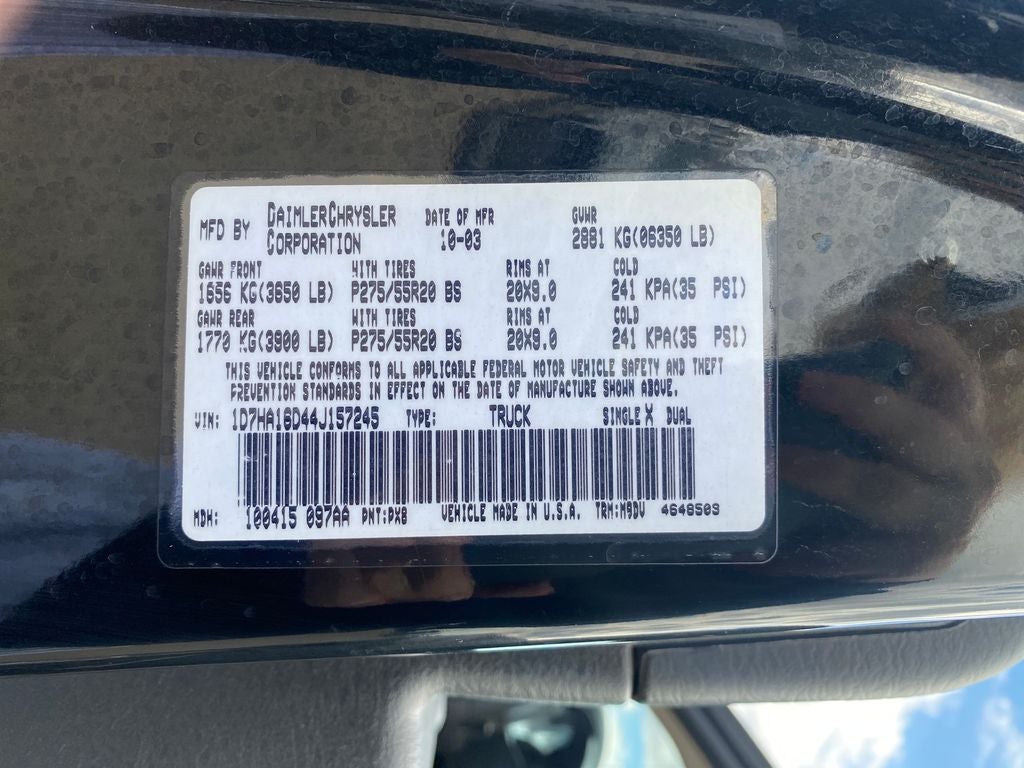 MFD BY DAIMLERCHRYSLER CORPORATION DATE OF MFR 10-03 GVWR 2881 KG(06350 LB)
GAWR FRONT WITH TIRES RIMS AT COLD
1656 KG(3650 LB) P275/55R20 BS 20X9.0 241 KPA(35 PSI)
GAWR REAR WITH TIRES RIMS AT COLD
1770 KG(3900 LB) P275/55R20 BS 20X9.0 241 KPA(35 PSI)
THIS VEHICLE CONFORMS TO ALL APPLICABLE FEDERAL MOTOR VEHICLE SAFETY AND THEFT
PREVENTION STANDARDS IN EFFECT ON THE DATE OF MANUFACTURE SHOWN ABOVE.
VIN: 1D7HA16D44J157245 TYPE: TRUCK SINGLE X DUAL
MDH: 100415 097AA PNT:PX8 VEHICLE MADE IN U.S.A. TRM:M9DV 4648503